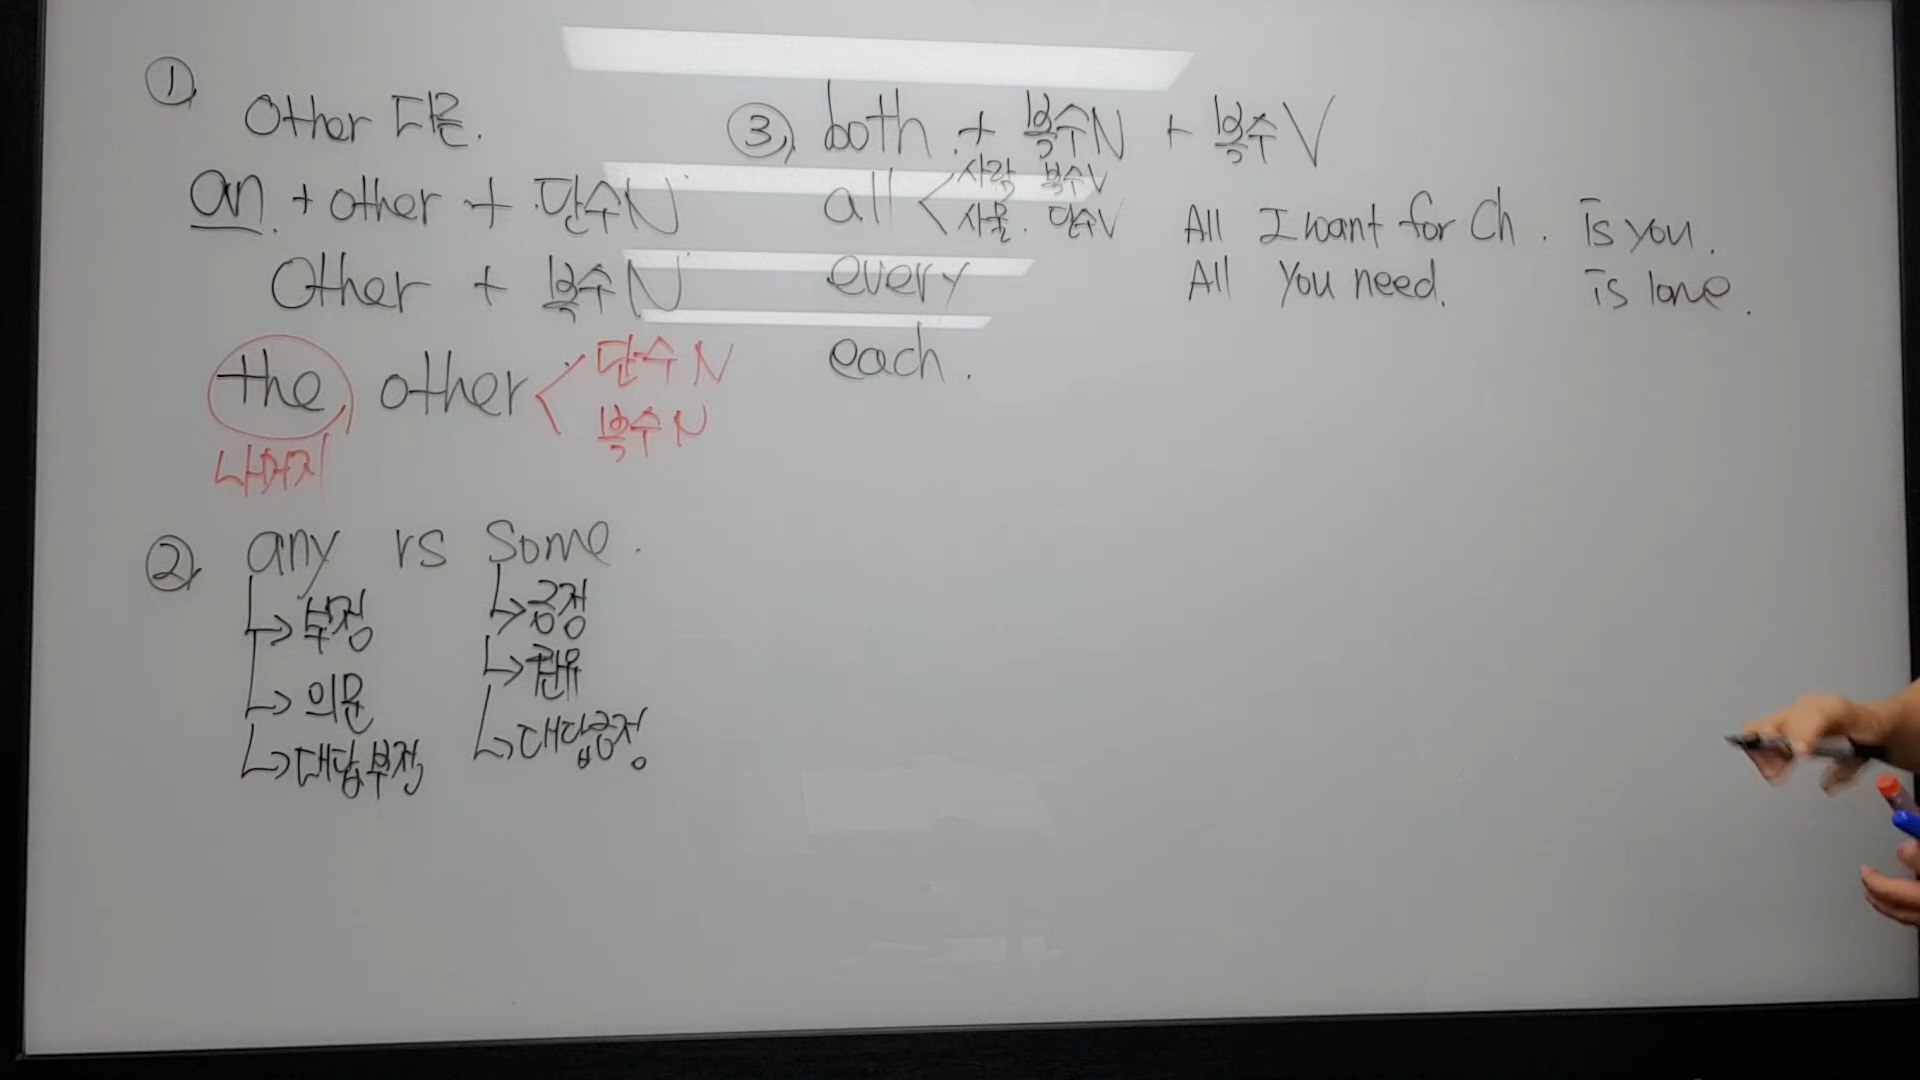 ①
Other 다른.
an + other + 단수N
Other + 복수N
the other < 단수 N
복수 N
나머지
② any vs some.
↳ 부정
↳ 의문
↳ 대답부정
↳ 긍정
↳ 권유
↳ 대답긍정
③ both + 복수N + 복수V
all < 사람 복수V
사물. 단수V
every
each.
All I want for Ch. is you.
All You need. is love.